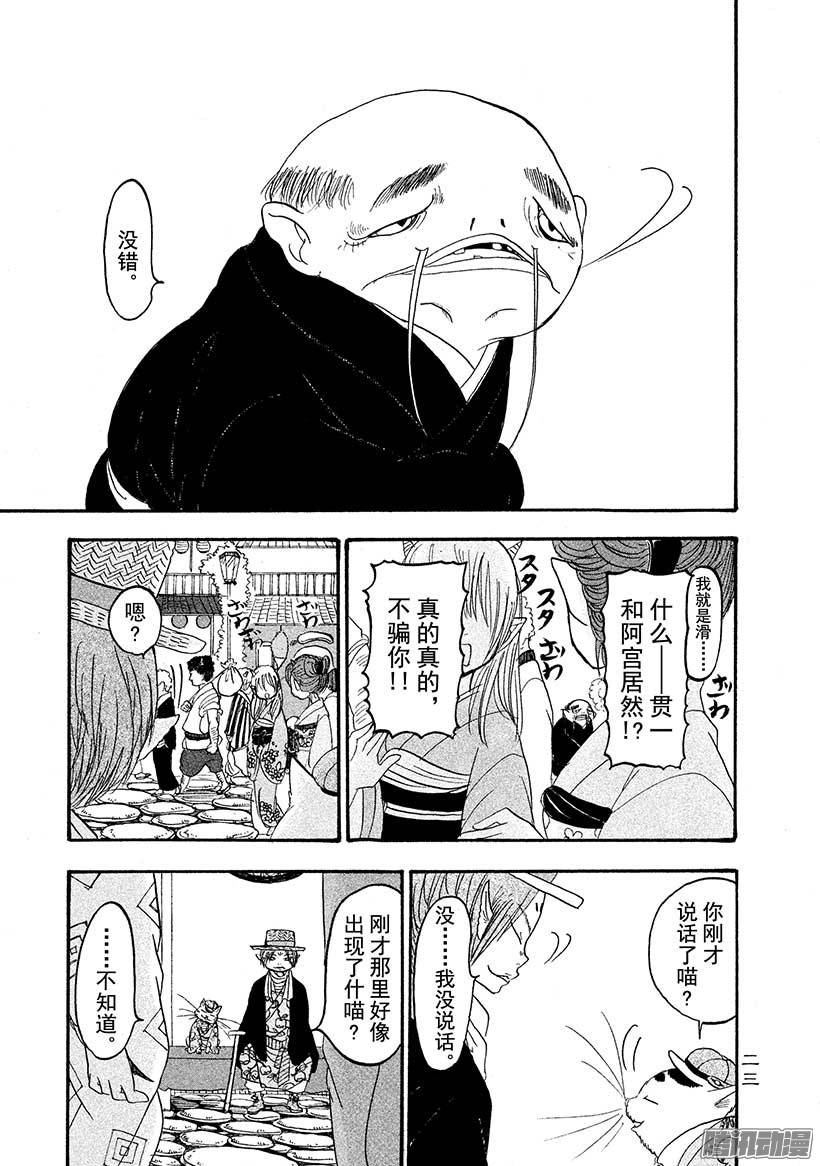 没错。
我就是滑……
什么——贯一
和阿宫居然!?
ざわ
スタ
スタ
ざわ
真的真的，
不骗你!!
ざわ
ざわ
嗯?
你刚才
说话了喵?
没……我没说话。
刚才那里好像
出现了什喵?
……不知道。
二三
腾讯动漫